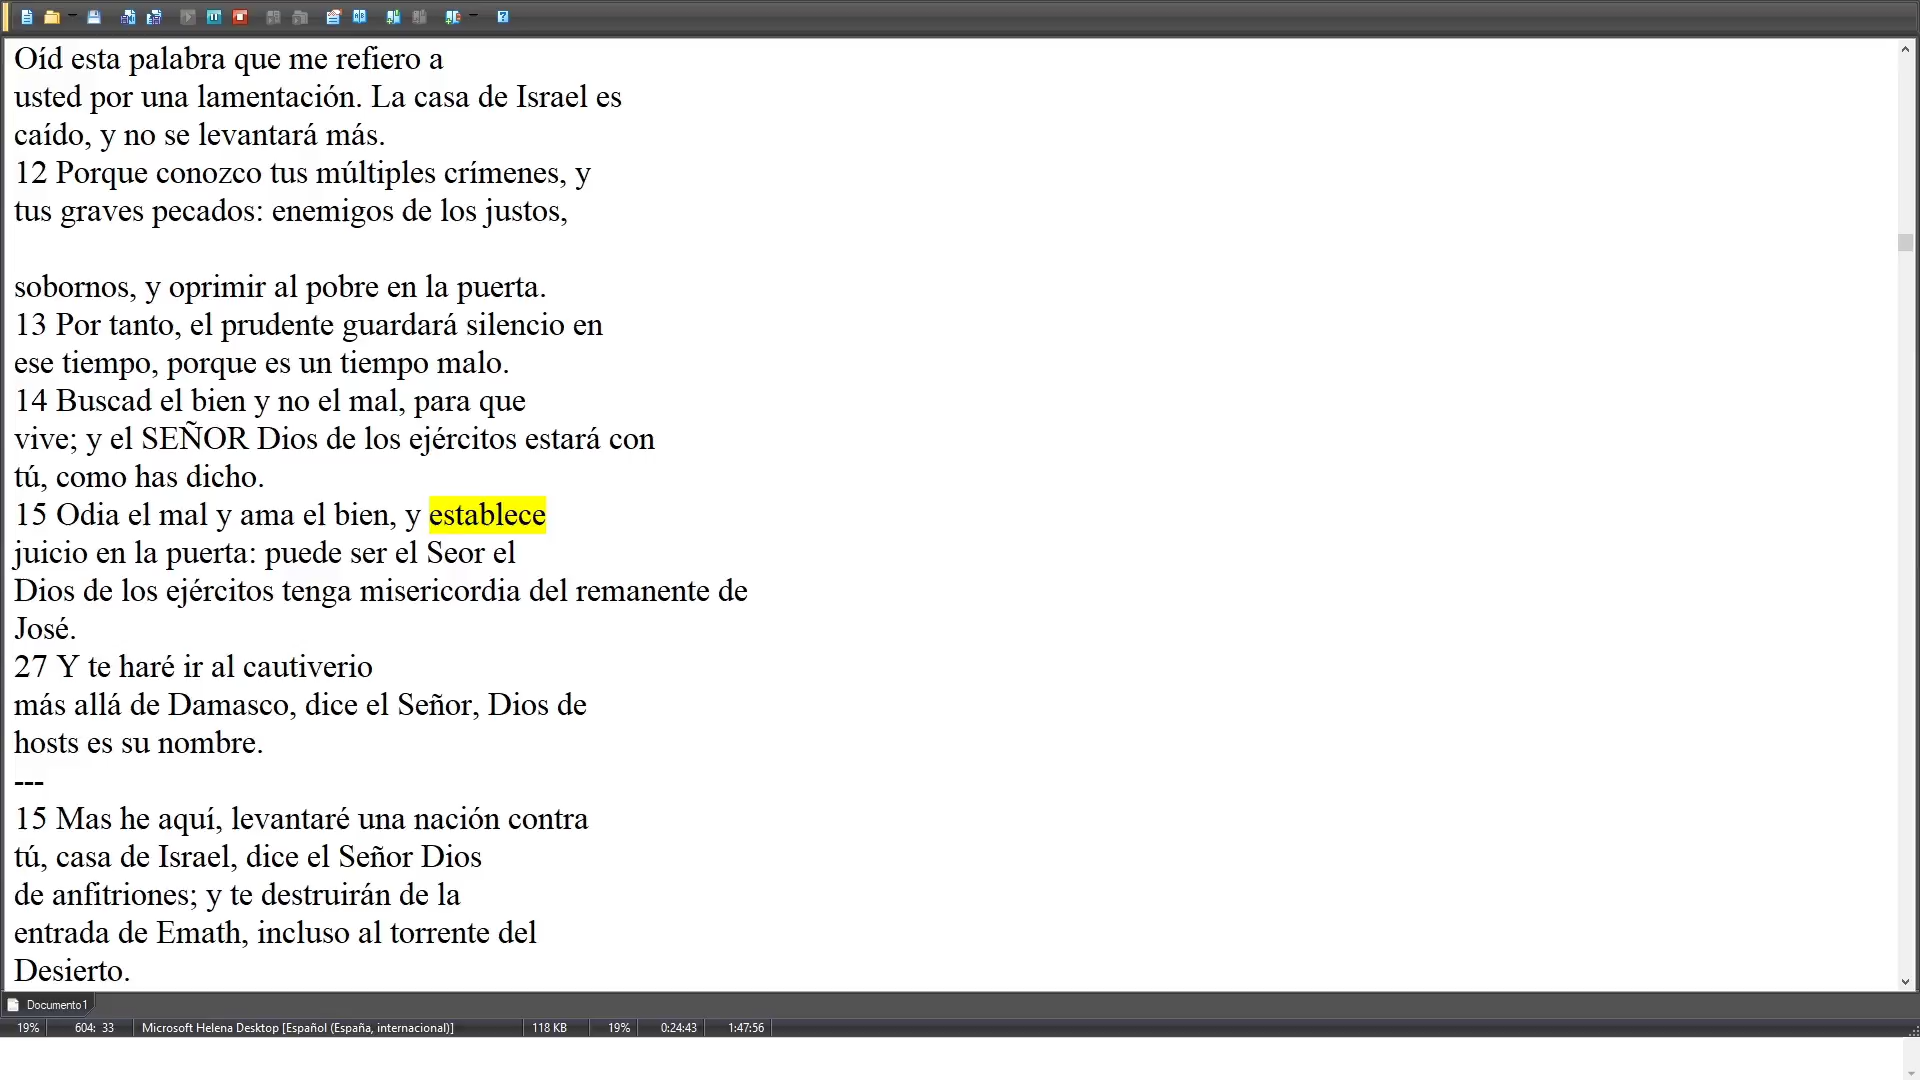 Oíd esta palabra que me refiero a
usted por una lamentación. La casa de Israel es
caído, y no se levantará más.
12 Porque conozco tus múltiples crímenes, y
tus graves pecados: enemigos de los justos,
sobornos, y oprimir al pobre en la puerta.
13 Por tanto, el prudente guardará silencio en
ese tiempo, porque es un tiempo malo.
14 Buscad el bien y no el mal, para que
vive; y el SEÑOR Dios de los ejércitos estará con
tú, como has dicho.
15 Odia el mal y ama el bien, y establece
juicio en la puerta: puede ser el Seor el
Dios de los ejércitos tenga misericordia del remanente de
José.
27 Y te haré ir al cautiverio
más allá de Damasco, dice el Señor, Dios de
hosts es su nombre.
---
15 Mas he aquí, levantaré una nación contra
tú, casa de Israel, dice el Señor Dios
de anfitriones; y te destruirán de la
entrada de Emath, incluso al torrente del
Desierto.
Documento1
19% 604: 33 Microsoft Helena Desktop [Español (España, internacional)] 118 KB 19% 0:24:43 1:47:56